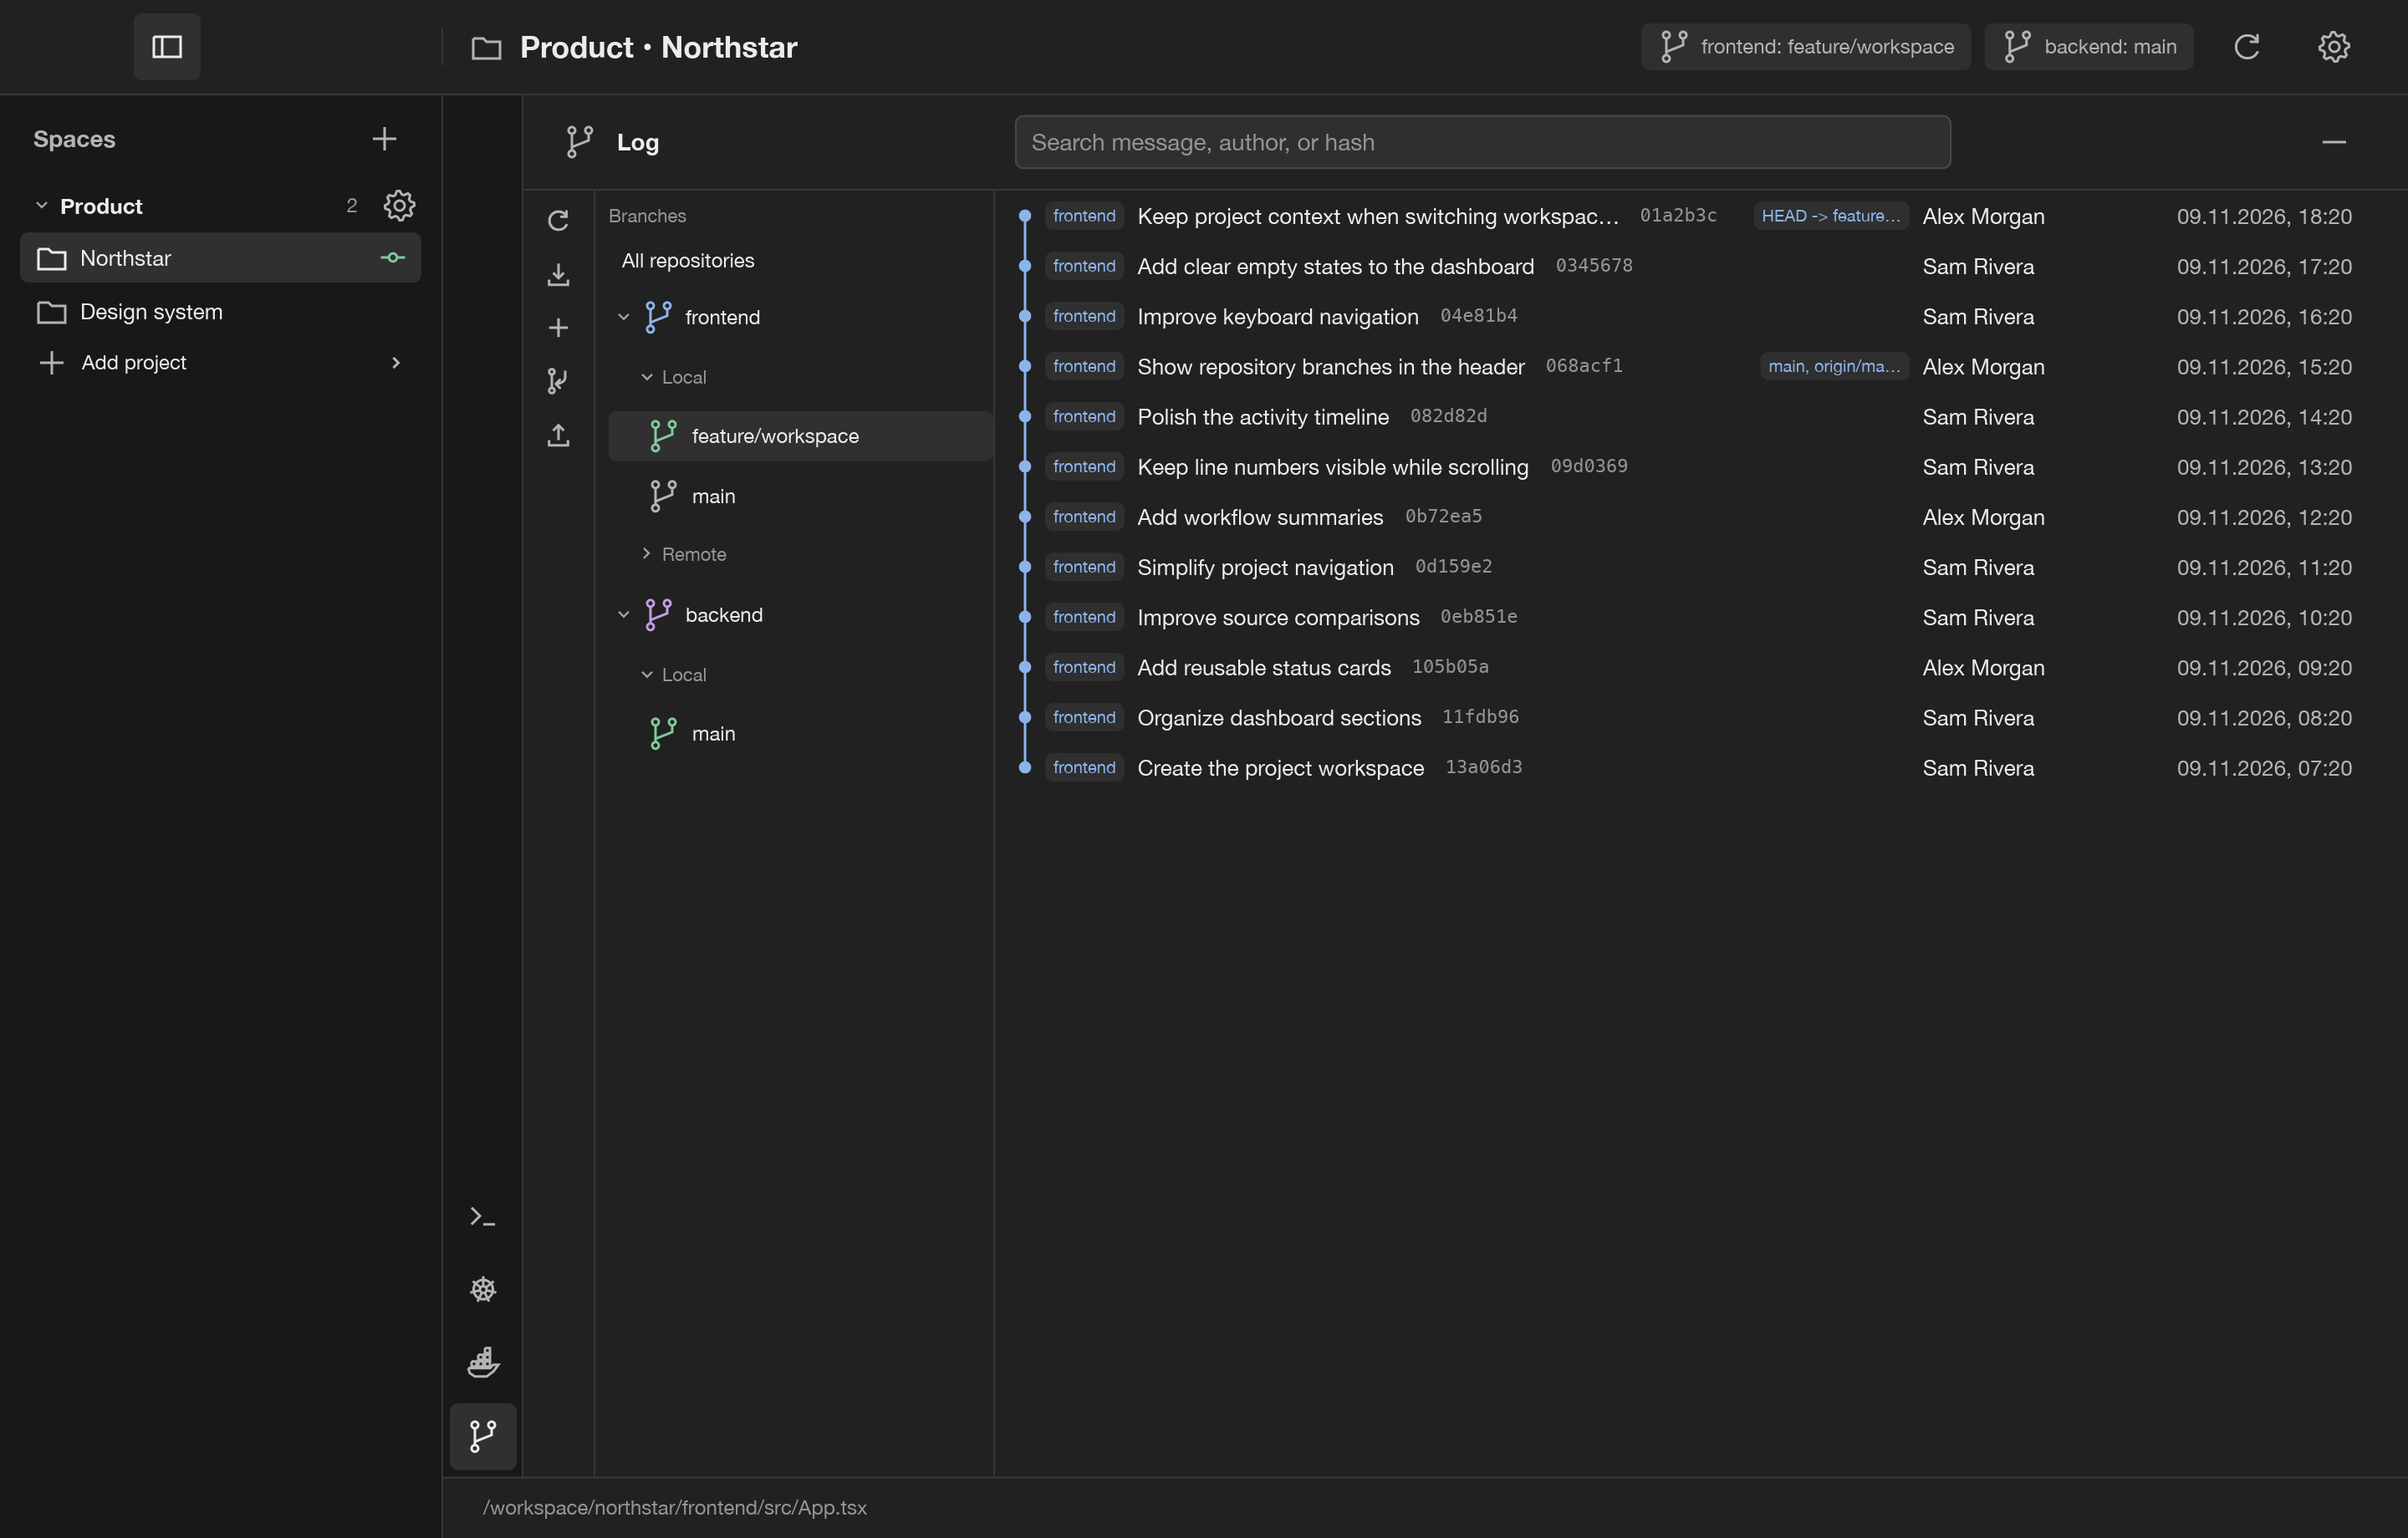 Product • Northstar
frontend: feature/workspace
backend: main
Spaces
Product 2
Northstar
Design system
Add project
Log
Search message, author, or hash
Branches
All repositories
frontend
Local
feature/workspace
main
Remote
backend
Local
main
frontend Keep project context when switching workspac… 01a2b3c HEAD -> feature… Alex Morgan 09.11.2026, 18:20
frontend Add clear empty states to the dashboard 0345678 Sam Rivera 09.11.2026, 17:20
frontend Improve keyboard navigation 04e81b4 Sam Rivera 09.11.2026, 16:20
frontend Show repository branches in the header 068acf1 main, origin/ma… Alex Morgan 09.11.2026, 15:20
frontend Polish the activity timeline 082d82d Sam Rivera 09.11.2026, 14:20
frontend Keep line numbers visible while scrolling 09d0369 Sam Rivera 09.11.2026, 13:20
frontend Add workflow summaries 0b72ea5 Alex Morgan 09.11.2026, 12:20
frontend Simplify project navigation 0d159e2 Sam Rivera 09.11.2026, 11:20
frontend Improve source comparisons 0eb851e Sam Rivera 09.11.2026, 10:20
frontend Add reusable status cards 105b05a Alex Morgan 09.11.2026, 09:20
frontend Organize dashboard sections 11fdb96 Sam Rivera 09.11.2026, 08:20
frontend Create the project workspace 13a06d3 Sam Rivera 09.11.2026, 07:20
/workspace/northstar/frontend/src/App.tsx